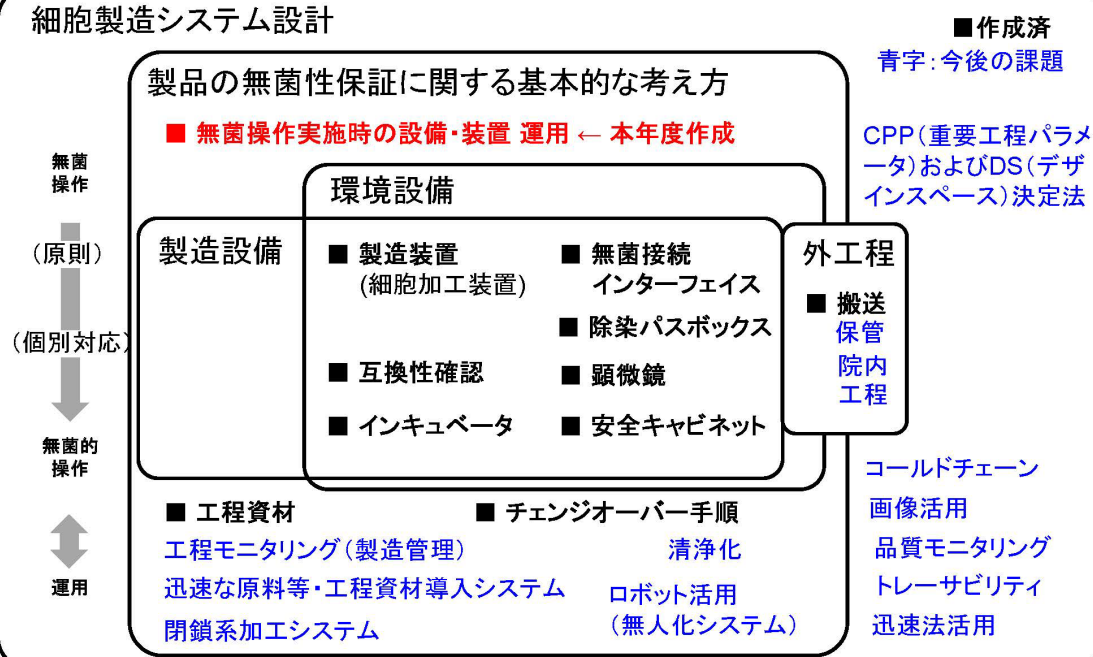 細胞製造システム設計
■作成済
青字：今後の課題
製品の無菌性保証に関する基本的な考え方
■ 無菌操作実施時の設備・装置 運用 ← 本年度作成
CPP（重要工程パラメ
ータ）およびDS（デザ
インスペース）決定法
無菌
操作
（原則）
（個別対応）
無菌的
操作
運用
環境設備
製造設備
■ 製造装置
(細胞加工装置)
■ 無菌接続
インターフェイス
■ 除染パスボックス
■ 互換性確認
■ 顕微鏡
■ インキュベータ
■ 安全キャビネット
外工程
■ 搬送
保管
院内
工程
■ 工程資材
■ チェンジオーバー手順
工程モニタリング（製造管理）
清浄化
迅速な原料等・工程資材導入システム
ロボット活用
（無人化システム）
閉鎖系加工システム
コールドチェーン
画像活用
品質モニタリング
トレーサビリティ
迅速法活用